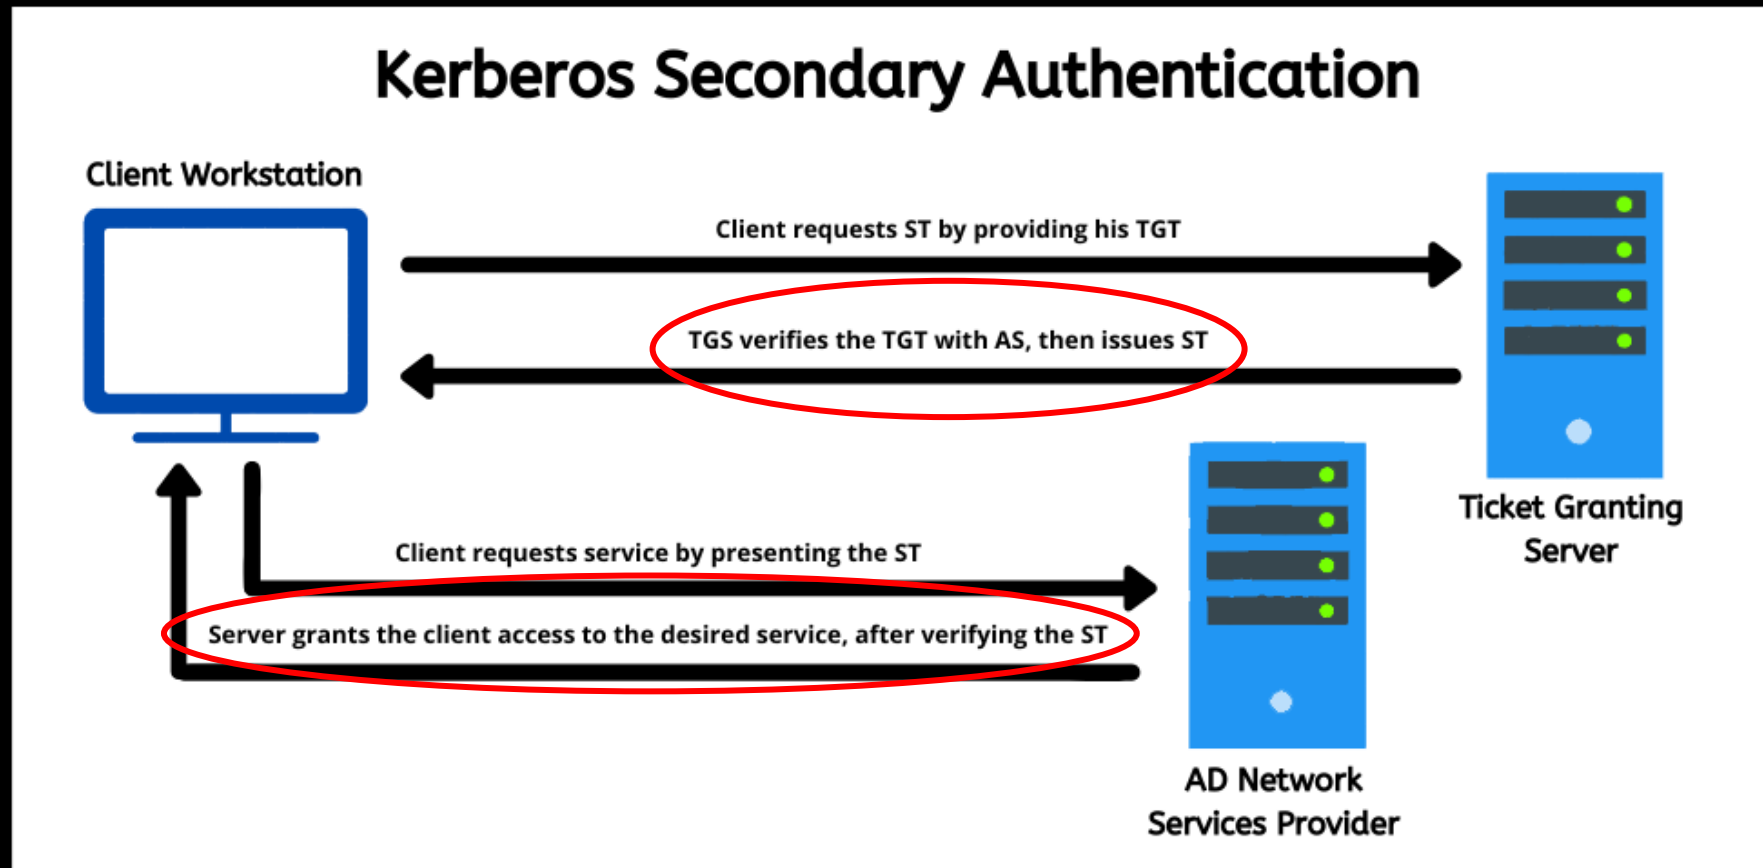 Kerberos Secondary Authentication
Client Workstation
Client requests ST by providing his TGT
TGS verifies the TGT with AS, then issues ST
Ticket Granting
Server
Client requests service by presenting the ST
Server grants the client access to the desired service, after verifying the ST
AD Network
Services Provider